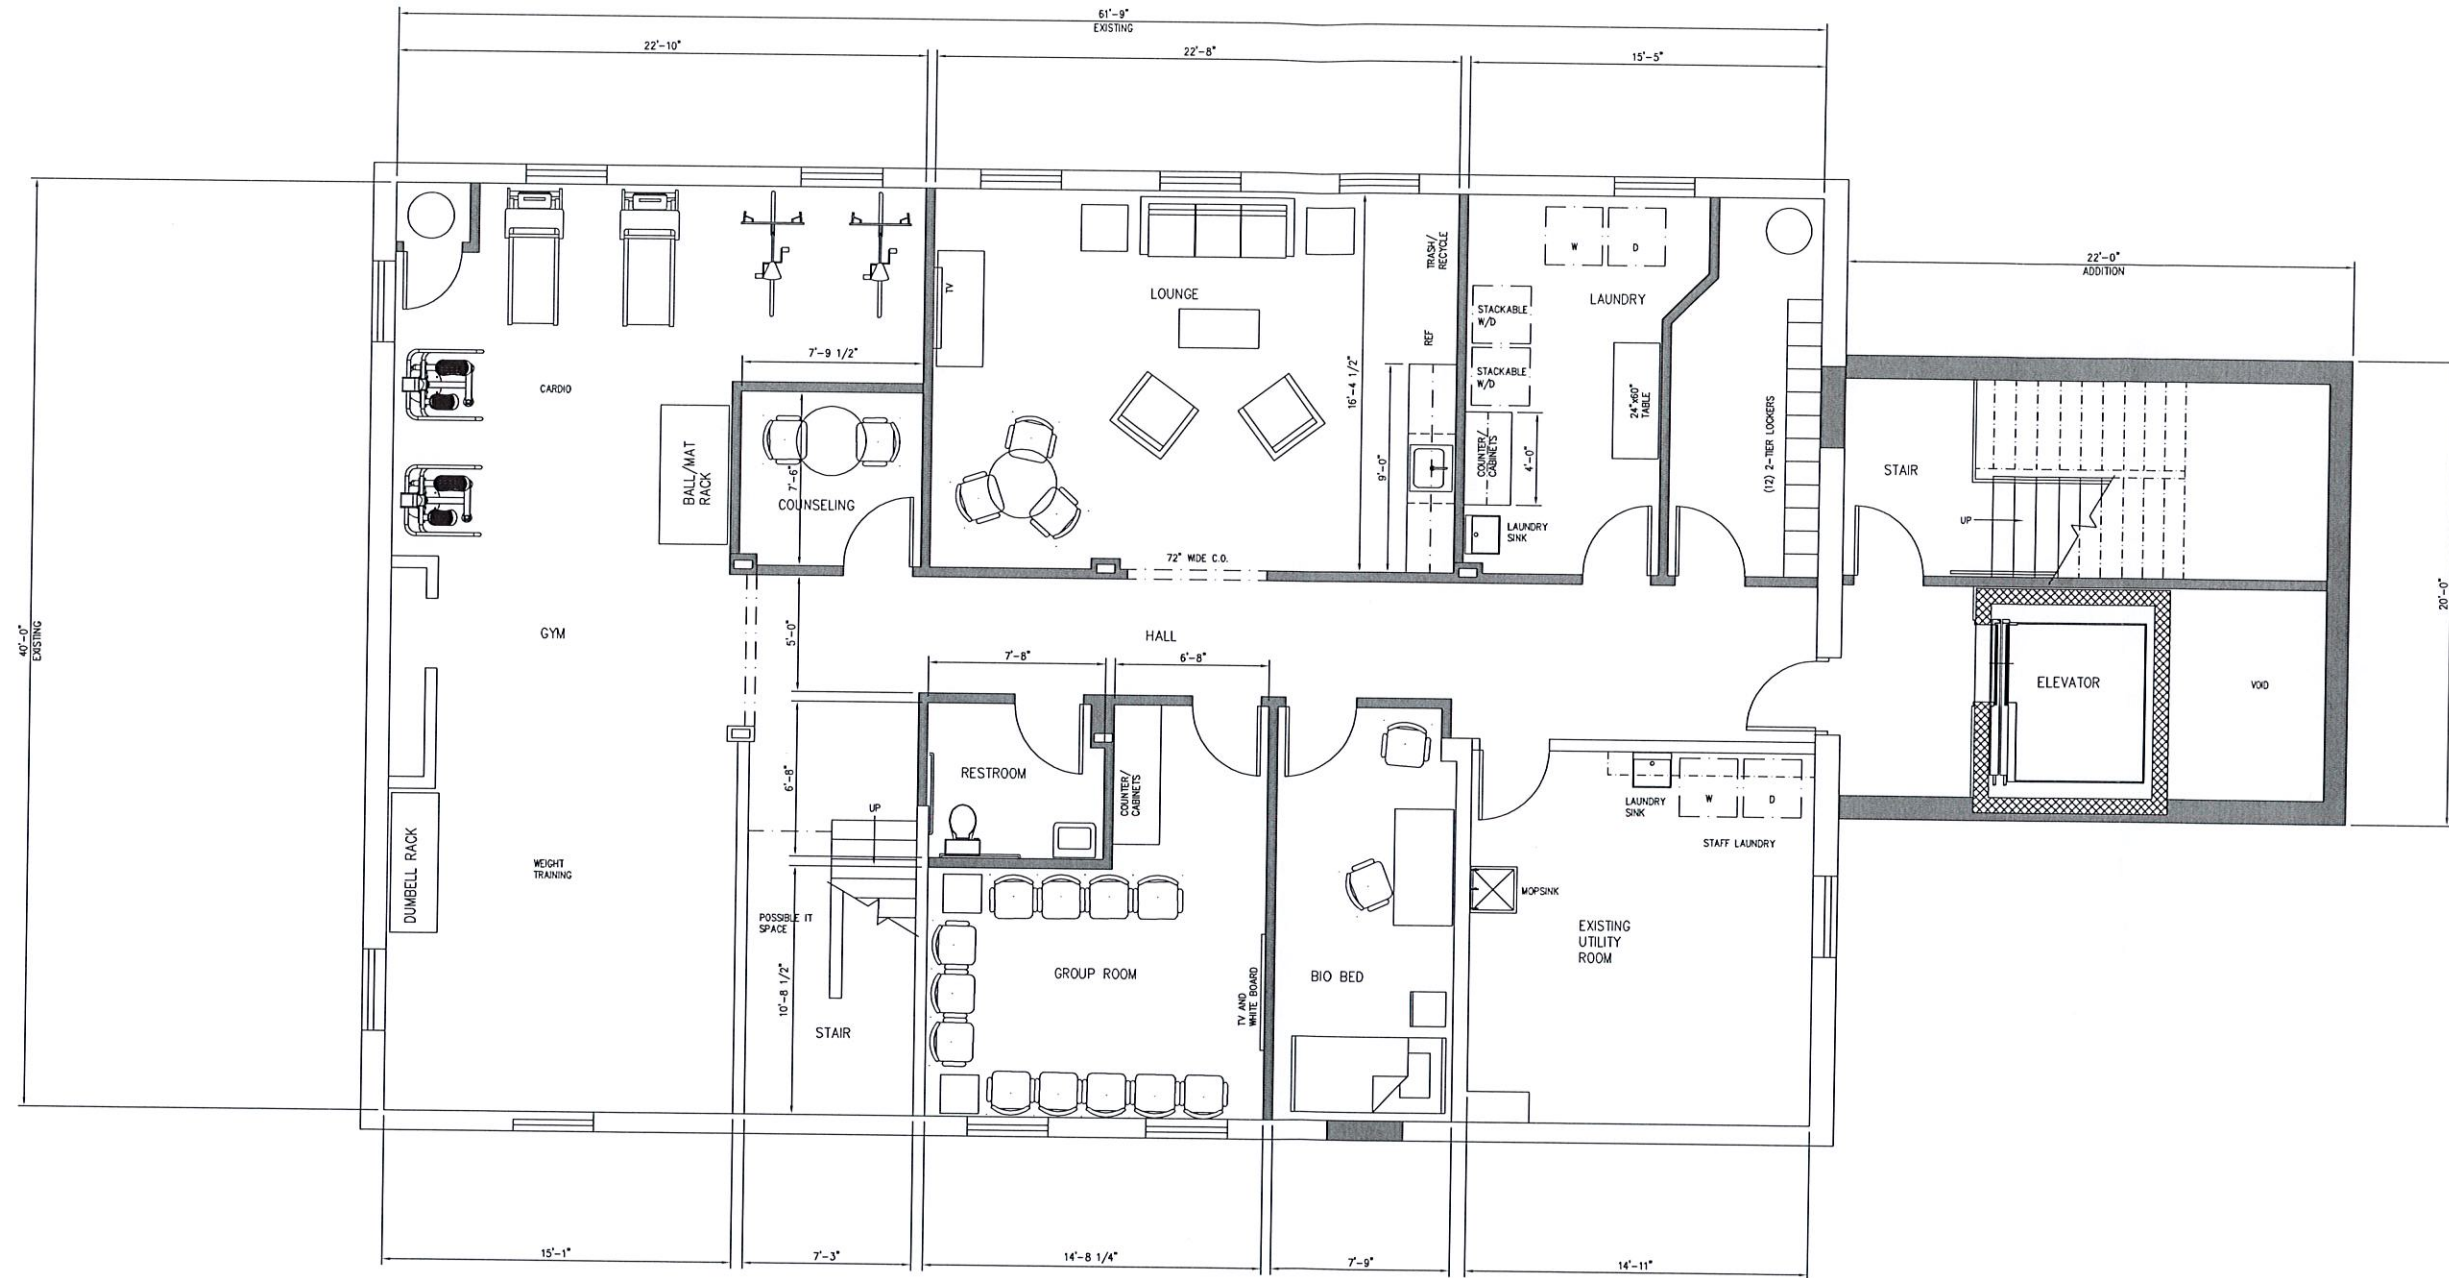 61'-9"
EXISTING
22'-10"
22'-8"
15'-5"
22'-0"
ADDITION
40'-0"
EXISTING
20'-0"
CARDIO
7'-9 1/2"
BALL/MAT
RACK
7'-6"
COUNSELING
TV
LOUNGE
16'-4 1/2"
TRASH/
RECYCLE
REF
9'-0"
72" WIDE C.O.
W
D
STACKABLE
W/D
STACKABLE
W/D
LAUNDRY
COUNTER/
CABINETS
4'-0"
24"x60"
TABLE
LAUNDRY
SINK
(12) 2-TIER LOCKERS
STAIR
UP
GYM
5'-0"
HALL
7'-8"
6'-8"
ELEVATOR
VOID
DUMBELL RACK
WEIGHT
TRAINING
6'-8"
UP
POSSIBLE IT
SPACE
10'-8 1/2"
STAIR
RESTROOM
COUNTER/
CABINETS
GROUP ROOM
TV AND
WHITE BOARD
BIO BED
LAUNDRY
SINK
W
D
STAFF LAUNDRY
MOPSINK
EXISTING
UTILITY
ROOM
15'-1"
7'-3"
14'-8 1/4"
7'-9"
14'-11"